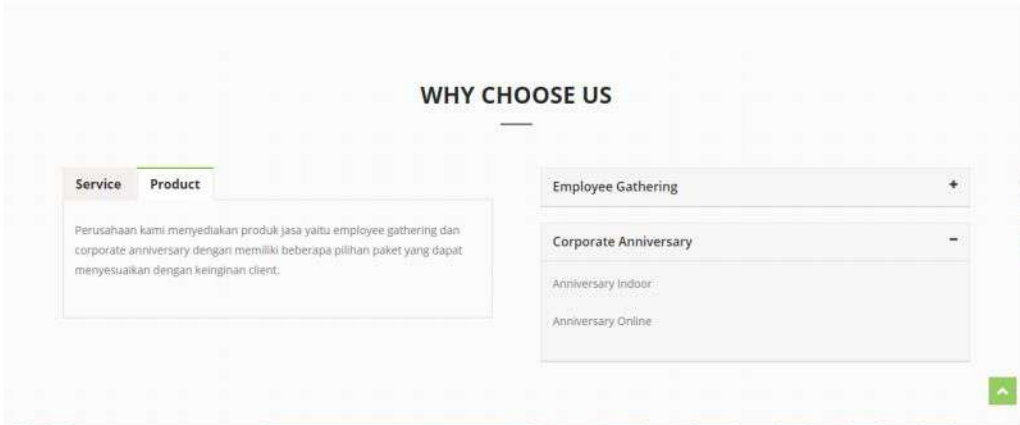 WHY CHOOSE US
Service Product
Perusahaan kami menyediakan produk jasa yaitu employee gathering dan
corporate anniversary dengan memiliki beberapa pilihan paket yang dapat
menyesuaikan dengan keinginan client.
Employee Gathering +
Corporate Anniversary -
Anniversary Indoor
Anniversary Online